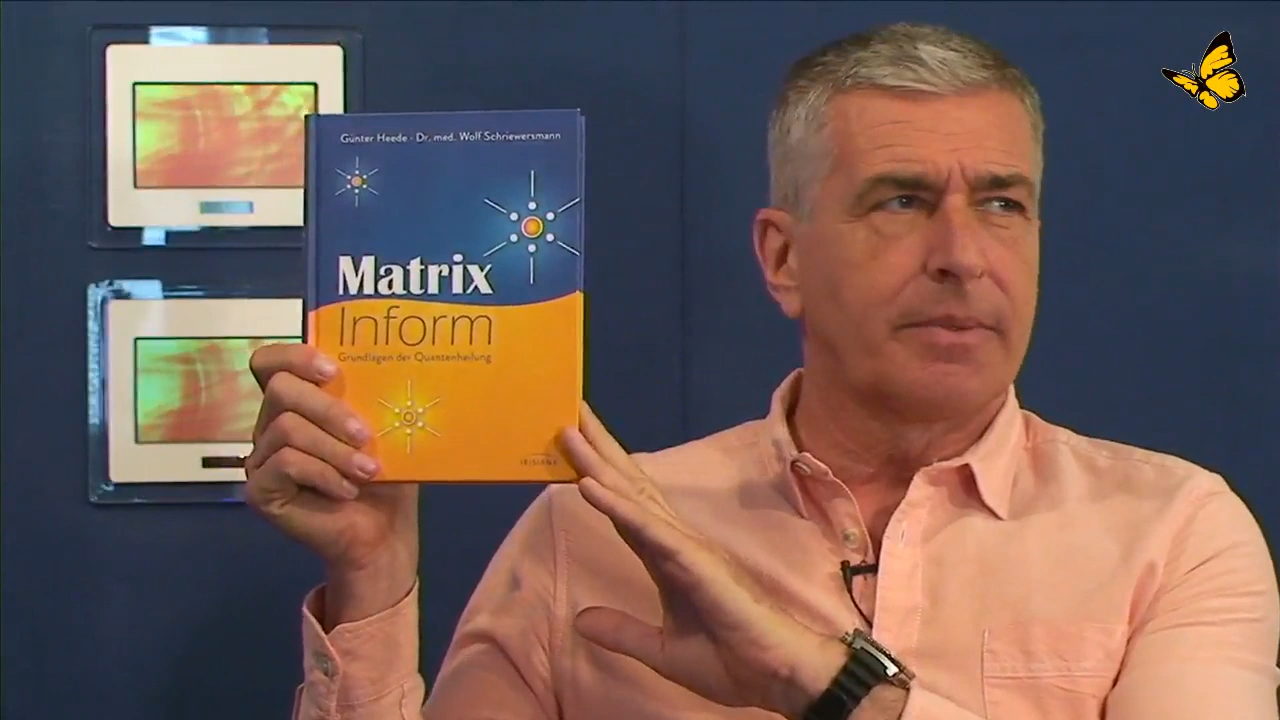 Günter Heede · Dr. med. Wolf Schriewersmann
Matrix
Inform
Grundlagen der Quantenheilung
IRISIANA